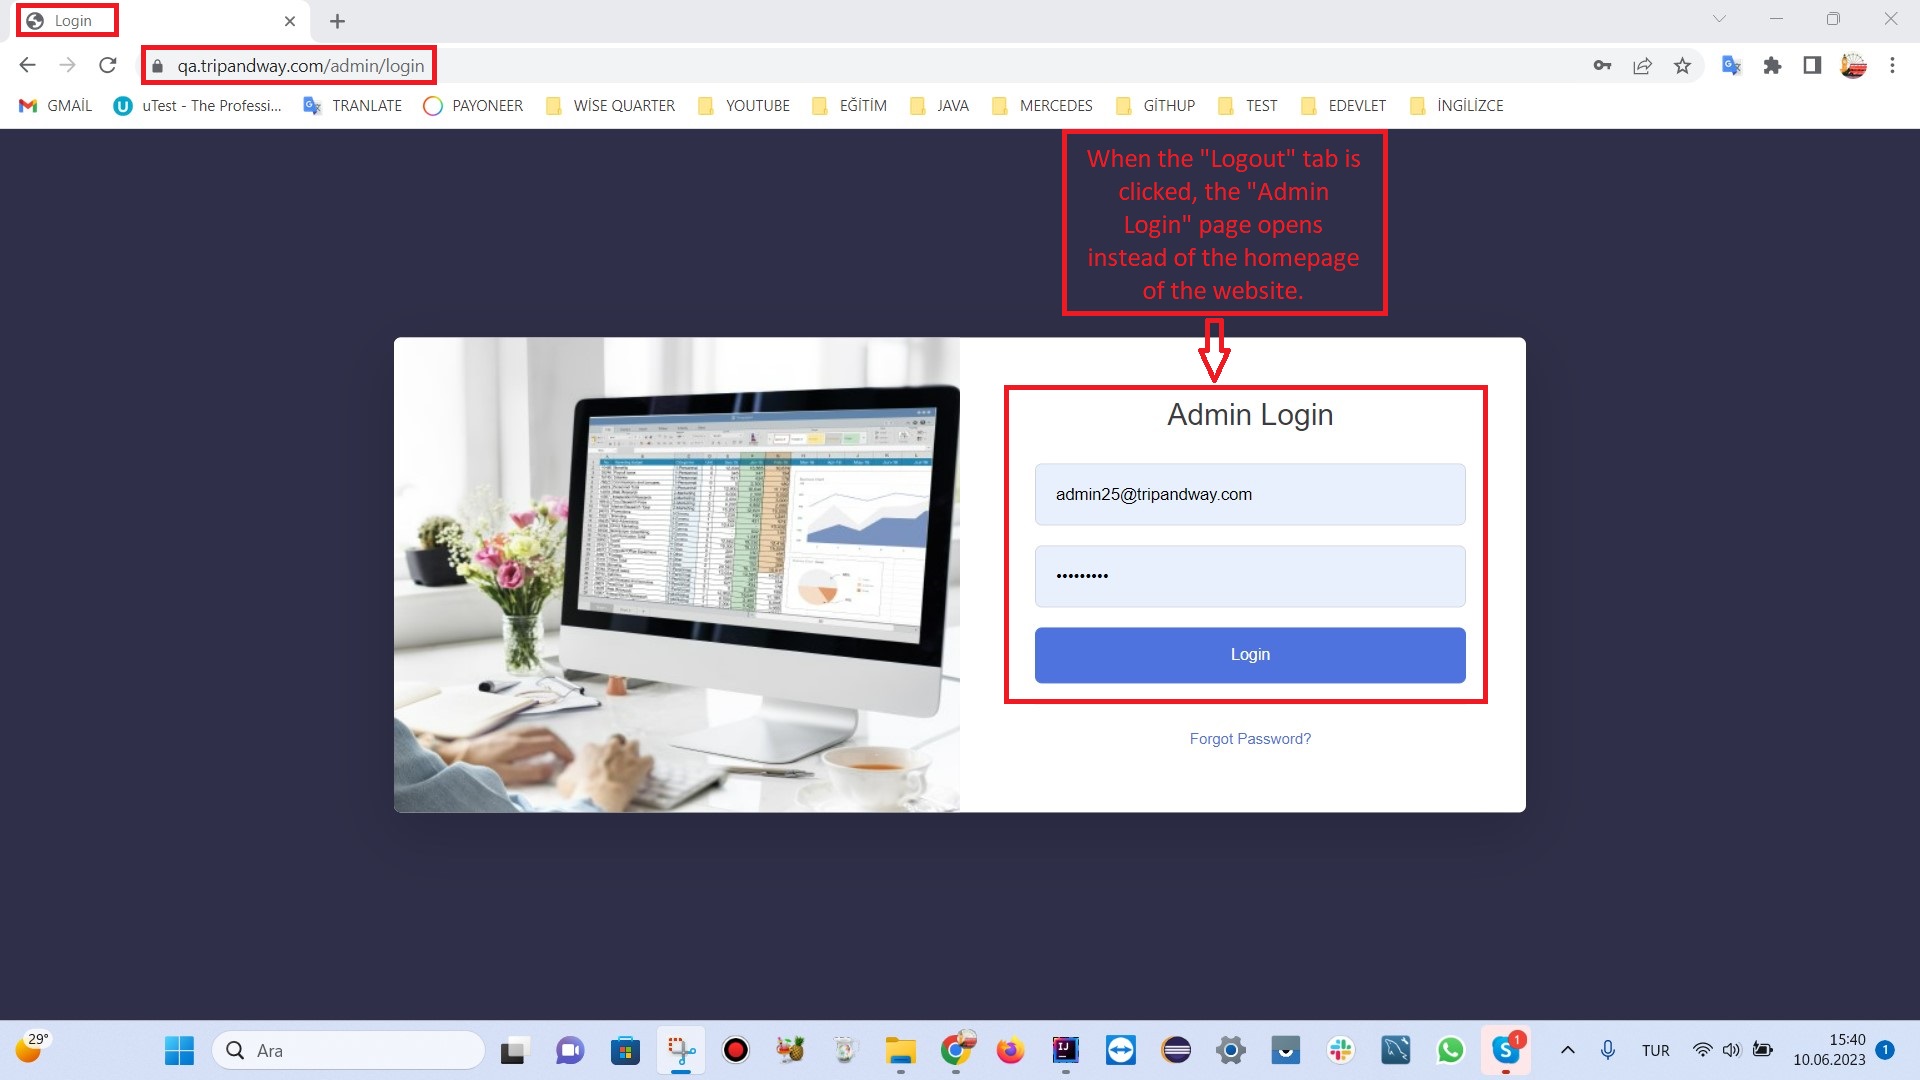 Login
qa.tripandway.com/admin/login
GMAİL
uTest - The Professi...
TRANLATE
PAYONEER
WİSE QUARTER
YOUTUBE
EĞİTİM
JAVA
MERCEDES
GİTHUP
TEST
EDEVLET
İNGİLİZCE
When the "Logout" tab is
clicked, the "Admin
Login" page opens
instead of the homepage
of the website.
Admin Login
admin25@tripandway.com
•••••••••
Login
Forgot Password?
29°
Ara
1
TUR
15:40
10.06.2023
1